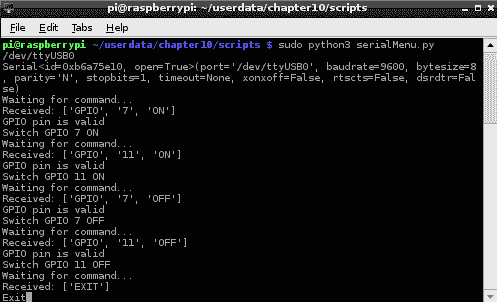 pi@raspberrypi: ~/userdata/chapter10/scripts
File Edit Tabs Help
pi@raspberrypi ~/userdata/chapter10/scripts $ sudo python3 serialMenu.py
/dev/ttyUSB0
Serial<id=0xb6a75e10, open=True>(port='/dev/ttyUSB0', baudrate=9600, bytesize=8
, parity='N', stopbits=1, timeout=None, xonxoff=False, rtscts=False, dsrdtr=Fal
se)
Waiting for command...
Received: ['GPIO', '7', 'ON']
GPIO pin is valid
Switch GPIO 7 ON
Waiting for command...
Received: ['GPIO', '11', 'ON']
GPIO pin is valid
Switch GPIO 11 ON
Waiting for command...
Received: ['GPIO', '7', 'OFF']
GPIO pin is valid
Switch GPIO 7 OFF
Waiting for command...
Received: ['GPIO', '11', 'OFF']
GPIO pin is valid
Switch GPIO 11 OFF
Waiting for command...
Received: ['EXIT']
Exit